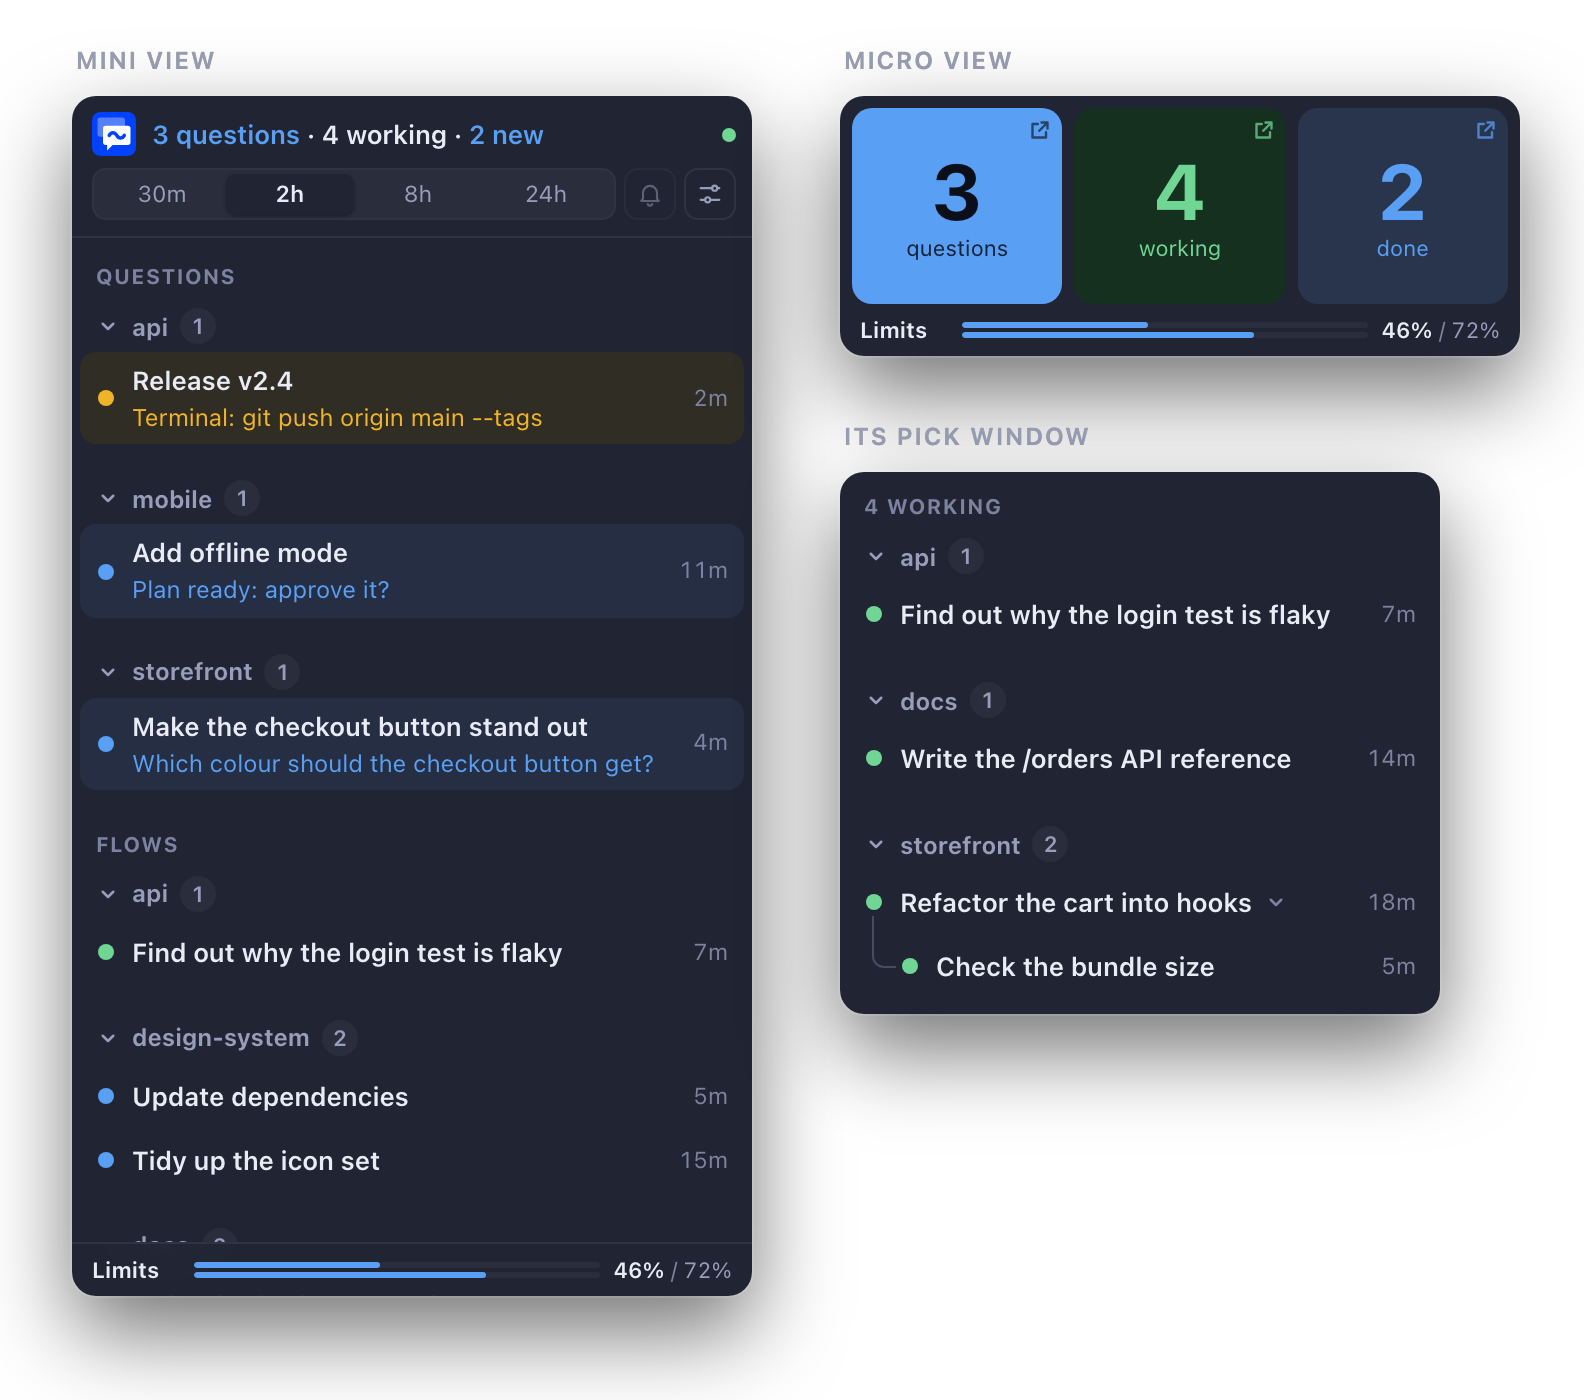 MINI VIEW
3 questions · 4 working · 2 new
30m 2h 8h 24h
QUESTIONS
api 1
Release v2.4 2m
Terminal: git push origin main --tags
mobile 1
Add offline mode 11m
Plan ready: approve it?
storefront 1
Make the checkout button stand out 4m
Which colour should the checkout button get?
FLOWS
api 1
Find out why the login test is flaky 7m
design-system 2
Update dependencies 5m
Tidy up the icon set 15m
Limits 46% / 72%
MICRO VIEW
3 4 2
questions working done
Limits 46% / 72%
ITS PICK WINDOW
4 WORKING
api 1
Find out why the login test is flaky 7m
docs 1
Write the /orders API reference 14m
storefront 2
Refactor the cart into hooks 18m
Check the bundle size 5m